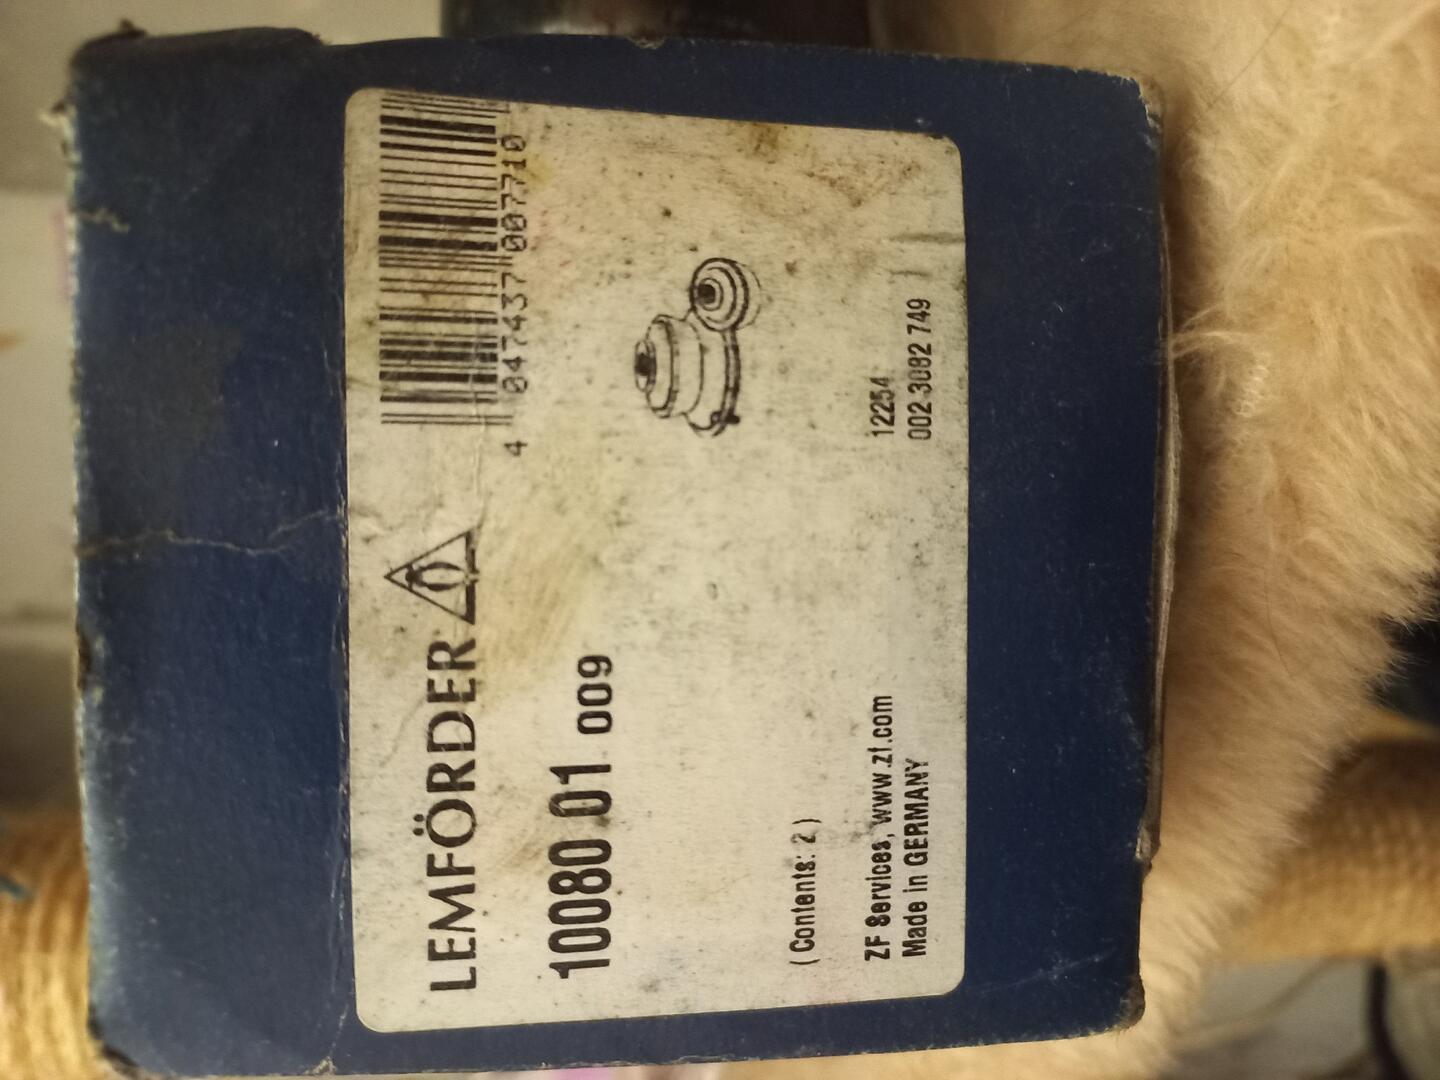 LEMFÖRDER
4 047437 007710
10080 01 009
(Contents: 2)
ZF Services, www.zf.com
Made in GERMANY
12254
002 3082 749